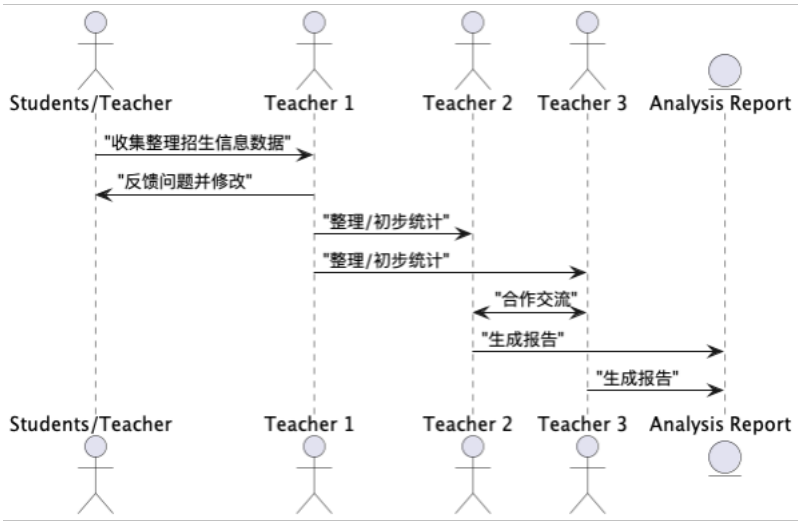 Students/Teacher Teacher 1 Teacher 2 Teacher 3 Analysis Report
"收集整理招生信息数据"
"反馈问题并修改"
"整理/初步统计"
"整理/初步统计"
"合作交流"
"生成报告"
"生成报告"
Students/Teacher Teacher 1 Teacher 2 Teacher 3 Analysis Report